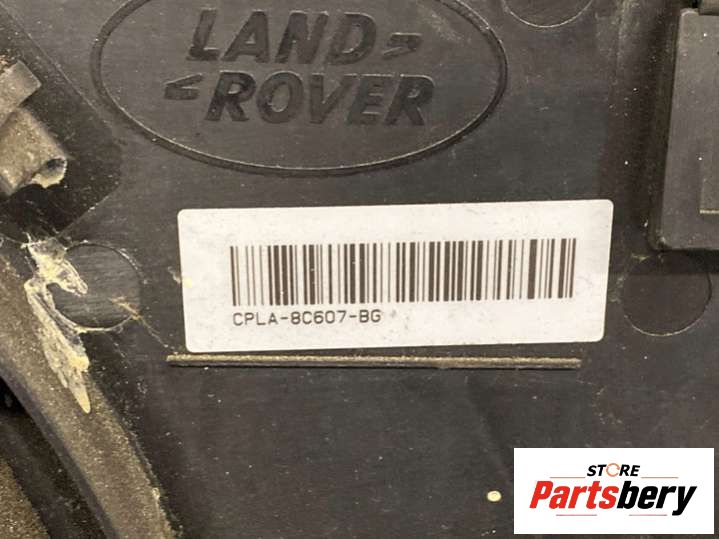 LAND
ROVER
CPLA-8C607-BG
STORE
Partsbery